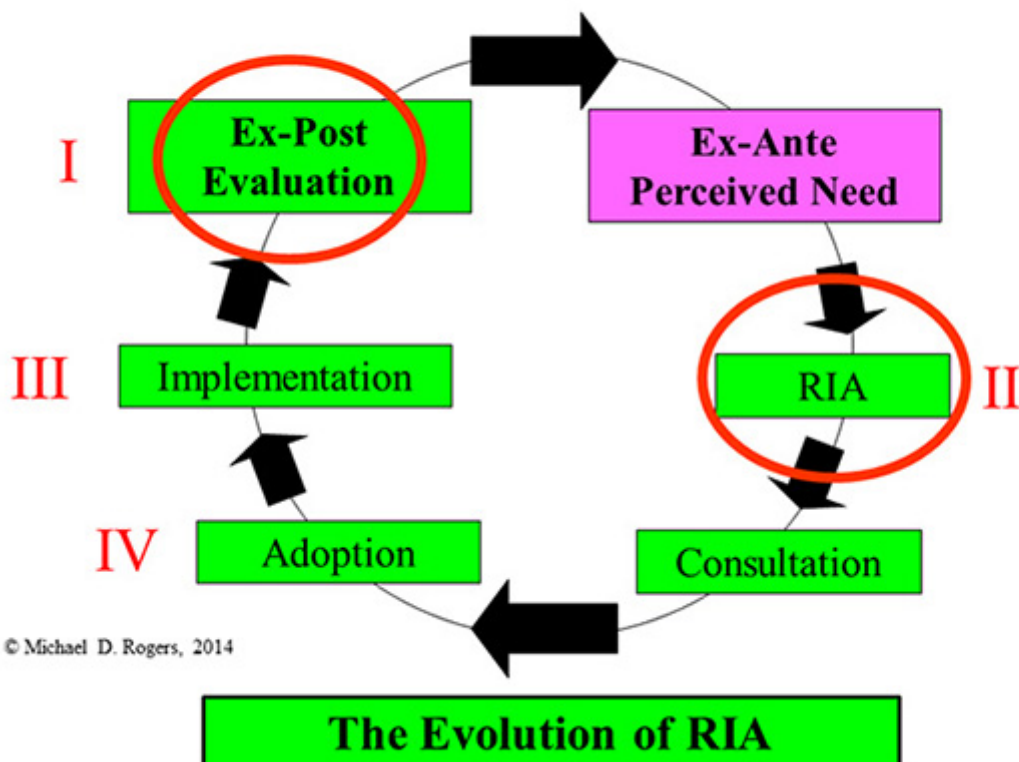 I
Ex-Post
Evaluation
Ex-Ante
Perceived Need
III
Implementation
RIA
II
IV
Adoption
Consultation
© Michael D. Rogers, 2014
The Evolution of RIA